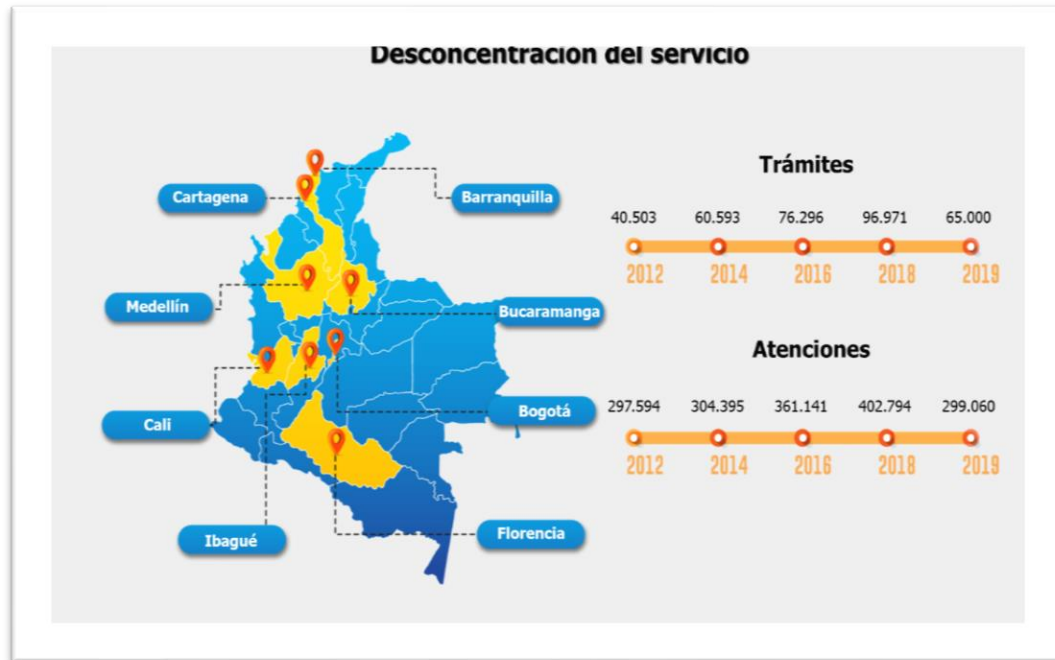 Desconcentración del servicio
Cartagena
Barranquilla
Medellín
Bucaramanga
Cali
Bogotá
Ibagué
Florencia
Trámites
40.503 60.593 76.296 96.971 65.000
2012 2014 2016 2018 2019
Atenciones
297.594 304.395 361.141 402.794 299.060
2012 2014 2016 2018 2019